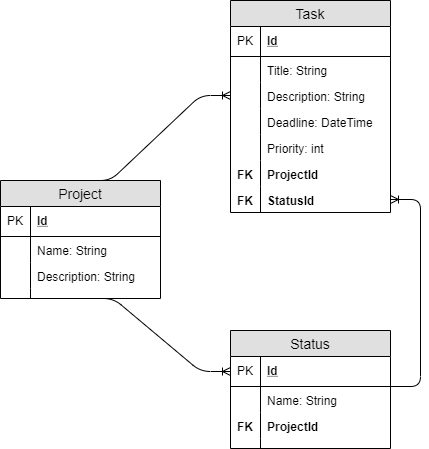 Task
PK Id
Title: String
Description: String
Deadline: DateTime
Priority: int
FK ProjectId
FK StatusId
Project
PK Id
Name: String
Description: String
Status
PK Id
Name: String
FK ProjectId